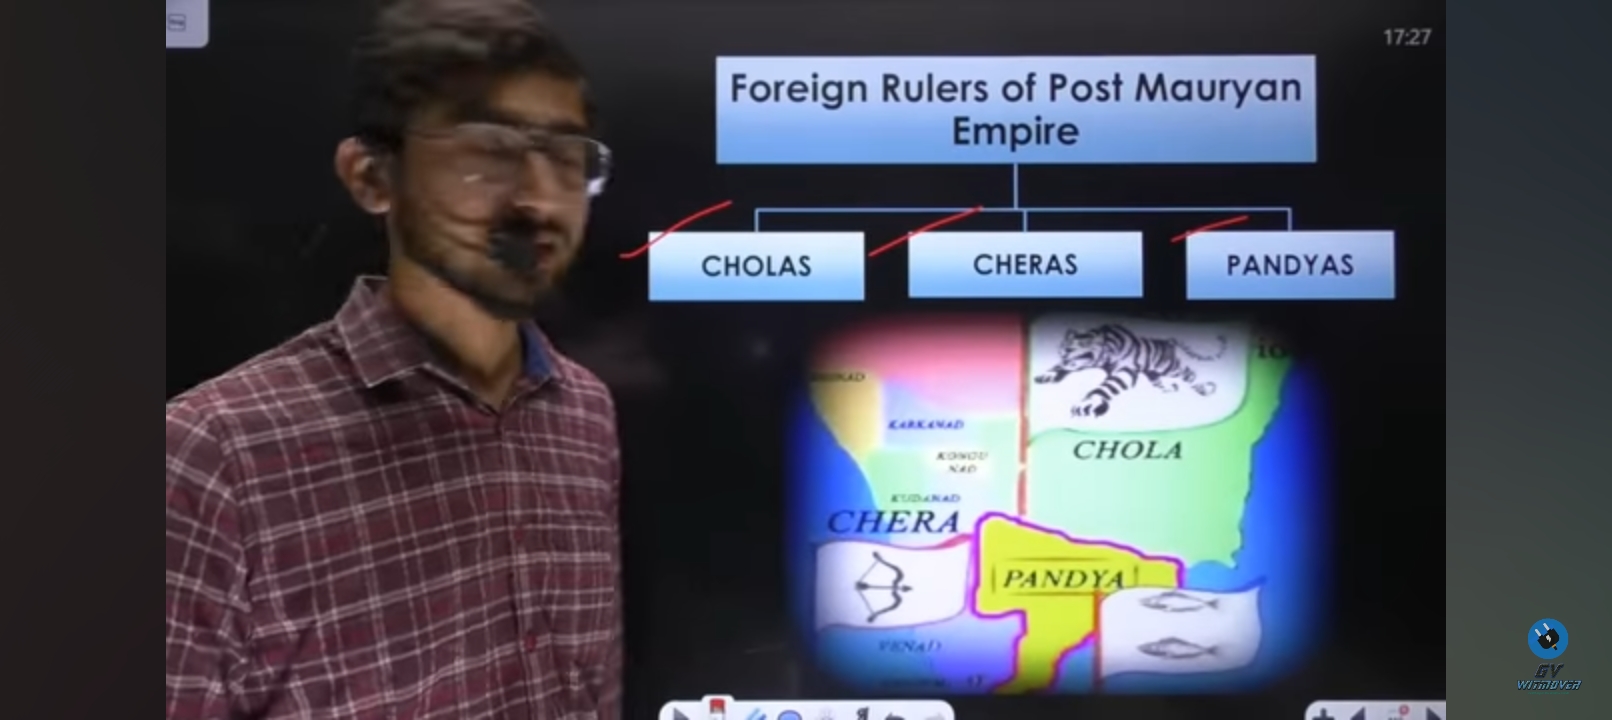 17:27
Foreign Rulers of Post Mauryan
Empire
CHOLAS
CHERAS
PANDYAS
KARKANAD
KONGU
NAD
CHOLA
KUDANAD
CHERA
PANDYA
VENAD
GV
WITMOVER